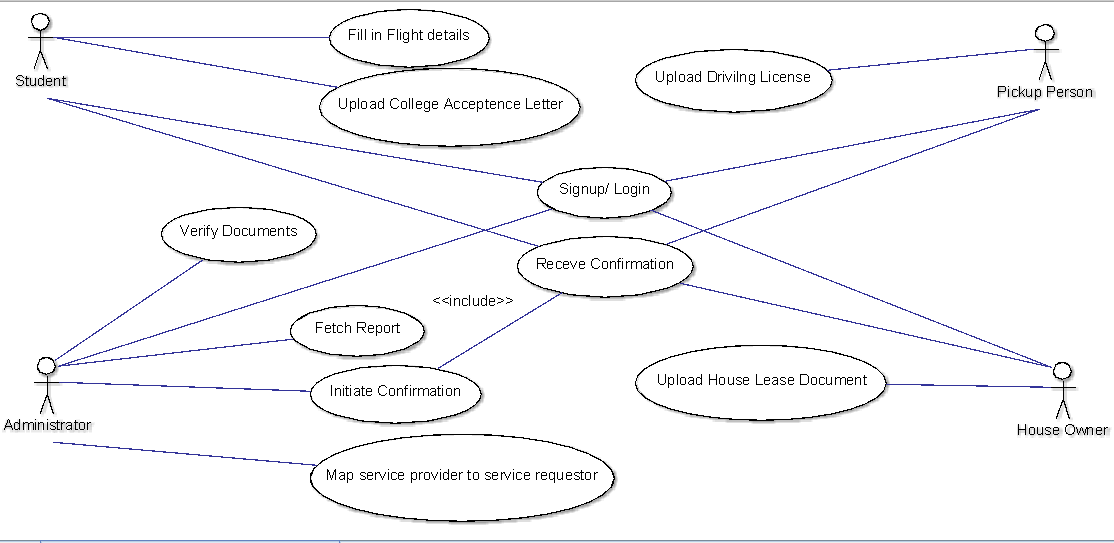 Fill in Flight details
Student
Upload College Acceptence Letter
Upload Drivilng License
Pickup Person
Signup/ Login
Verify Documents
Receve Confirmation
<<include>>
Fetch Report
Initiate Confirmation
Upload House Lease Document
Administrator
House Owner
Map service provider to service requestor